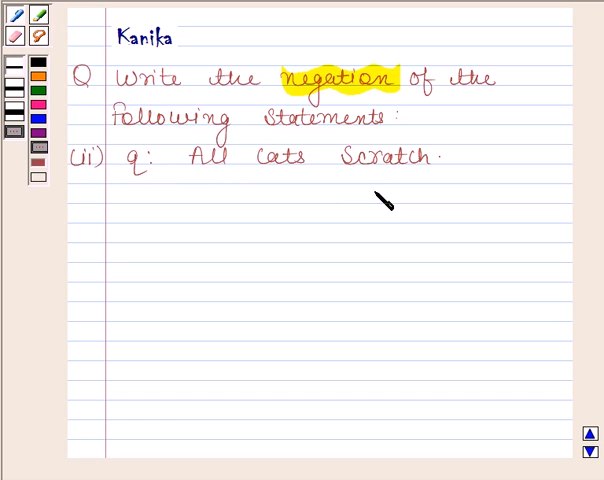 Kanika
Q Write the negation of the
following statements:
(ii) q: All Cats Scratch.